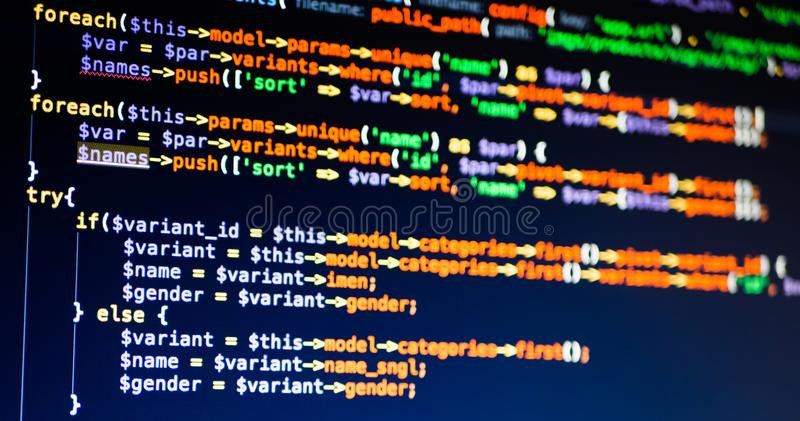 config(
public_path(
foreach($this->model->params->unique('name') as $par) {
$var = $par->variants->where('id', $par->pivot->variant_id)->first();
$names->push(['sort' => $var->sort, 'name' => $var->
}
foreach($this->params->unique('name') as $par) {
$var = $par->variants->where('id', $par->pivot->variant_id)->first();
$names->push(['sort' => $var->sort, 'name' => $var->
}
try{
if($variant_id = $this->model->categories->first()->pivot->variant_id) {
$variant = $this->model->categories->first()->variants->where('id',
$name = $variant->imen;
$gender = $variant->gender;
} else {
$variant = $this->model->categories->first();
$name = $variant->name_sngl;
$gender = $variant->gender;
}
dreamstime